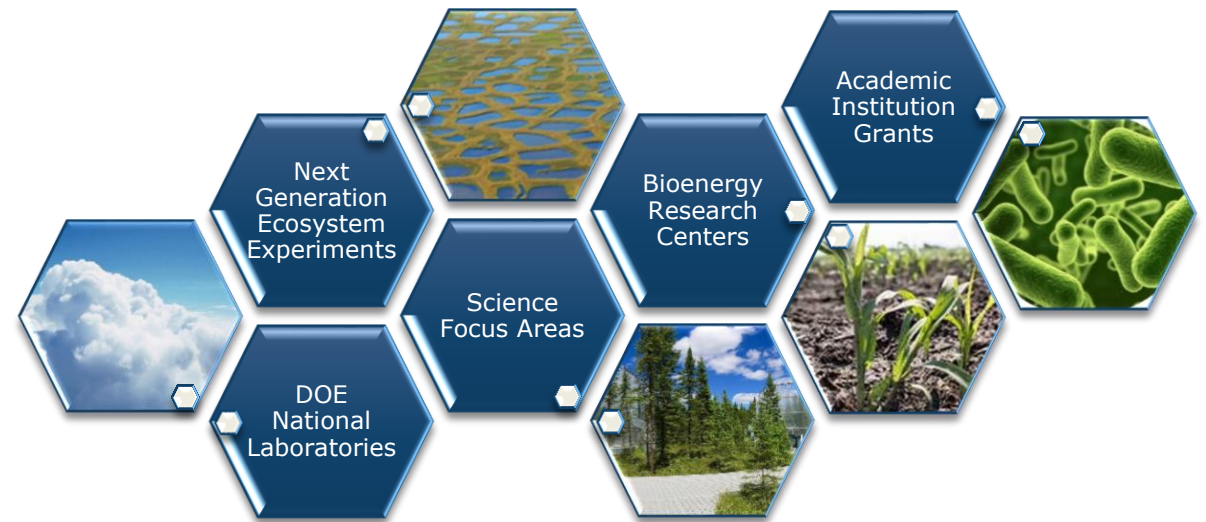 Next
Generation
Ecosystem
Experiments
DOE
National
Laboratories
Science
Focus Areas
Bioenergy
Research
Centers
Academic
Institution
Grants